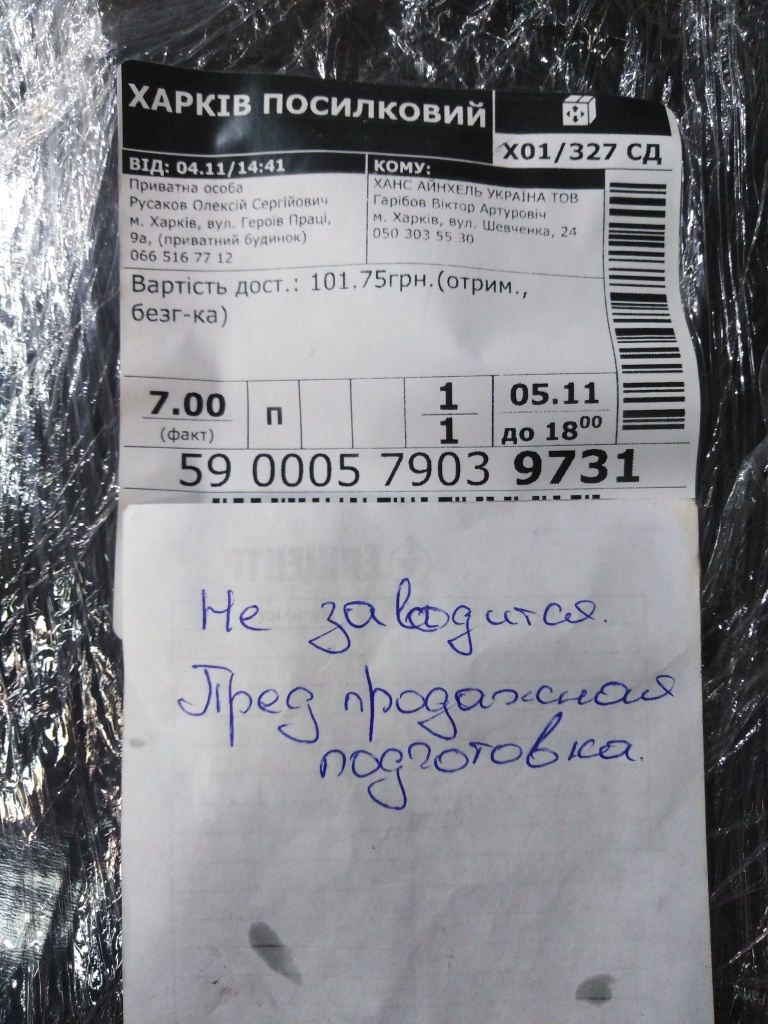 ХАРКІВ ПОСИЛКОВИЙ
Х01/327 СД
ВІД: 04.11/14:41
Приватна особа
Русаков Олексій Сергійович
м. Харків, вул. Героїв Праці,
9а, (приватний будинок)
066 516 77 12
КОМУ:
ХАНС АЙНХЕЛЬ УКРАЇНА ТОВ
Гарібов Віктор Артуровіч
м. Харків, вул. Шевченка, 24
050 303 55 30
Вартість дост.: 101.75грн.(отрим.,
безг-ка)
7.00
(факт)
П
1
1
05.11
до 18⁰⁰
59 0005 7903 9731
Не заводится.
Пред продажная
подготовка.